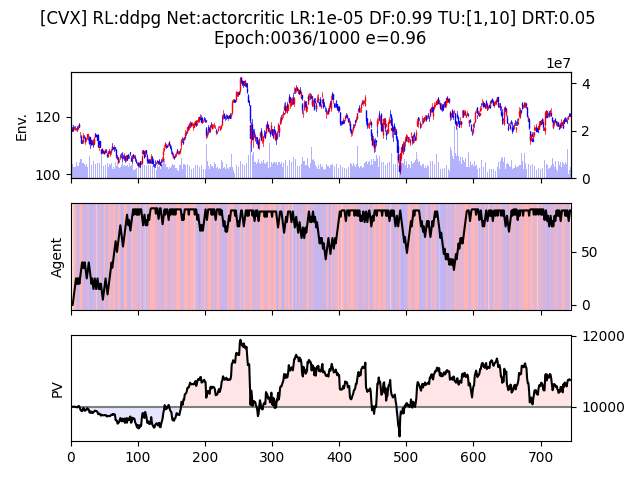 [CVX] RL:ddpg Net:actorcritic LR:1e-05 DF:0.99 TU:[1,10] DRT:0.05
Epoch:0036/1000 e=0.96
1e7
Env.
120
100
4
2
0
Agent
50
0
PV
12000
10000
0 100 200 300 400 500 600 700